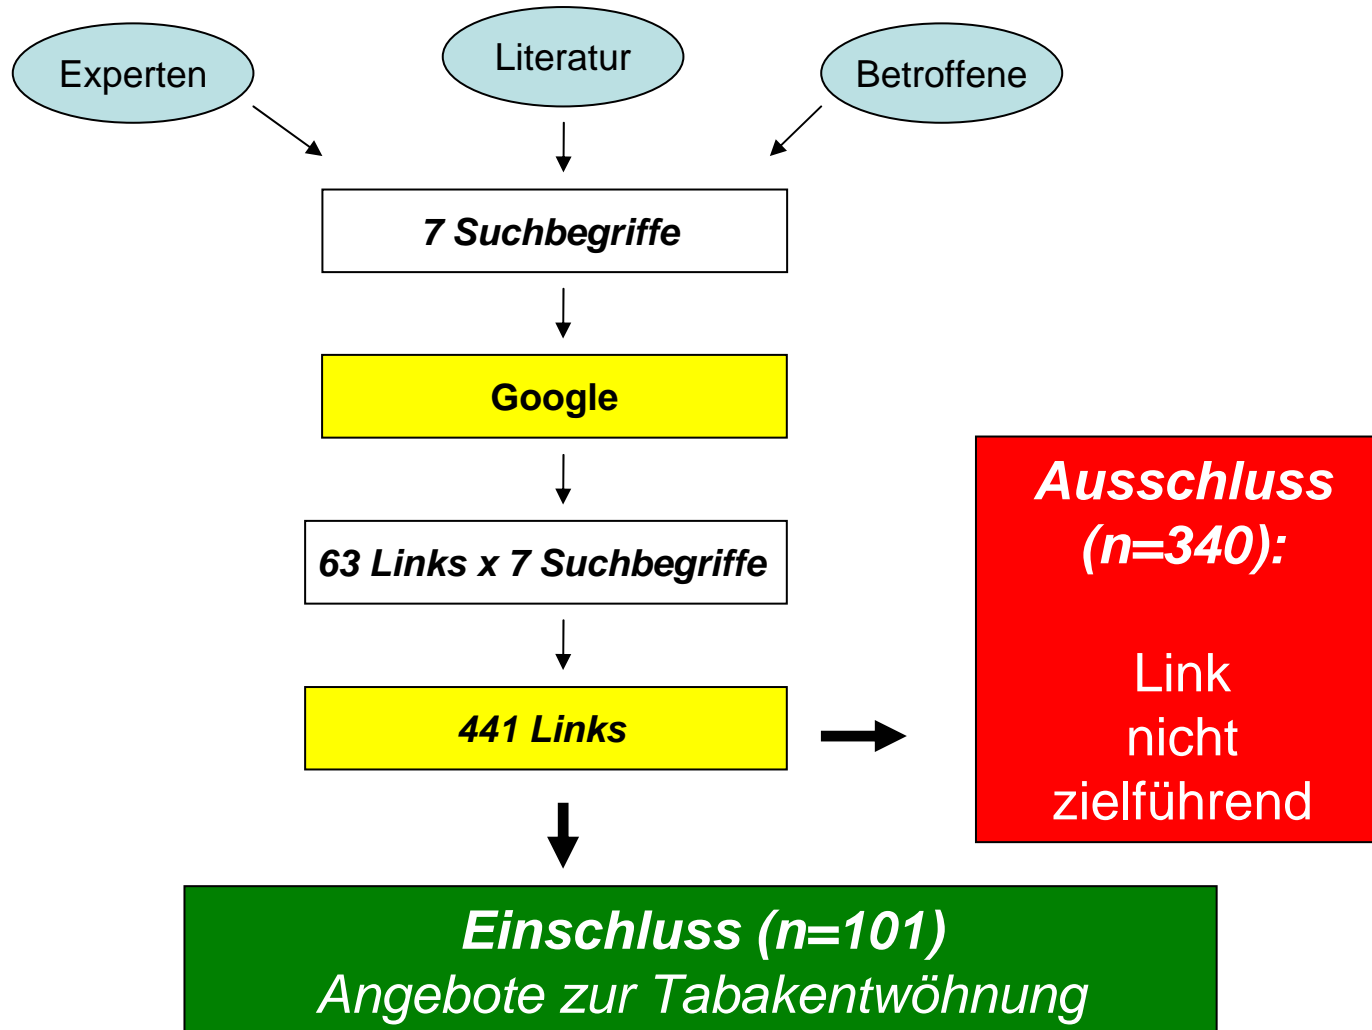 Experten
Literatur
Betroffene
7 Suchbegriffe
Google
63 Links x 7 Suchbegriffe
441 Links
Ausschluss
(n=340):
Link
nicht
zielführend
Einschluss (n=101)
Angebote zur Tabakentwöhnung